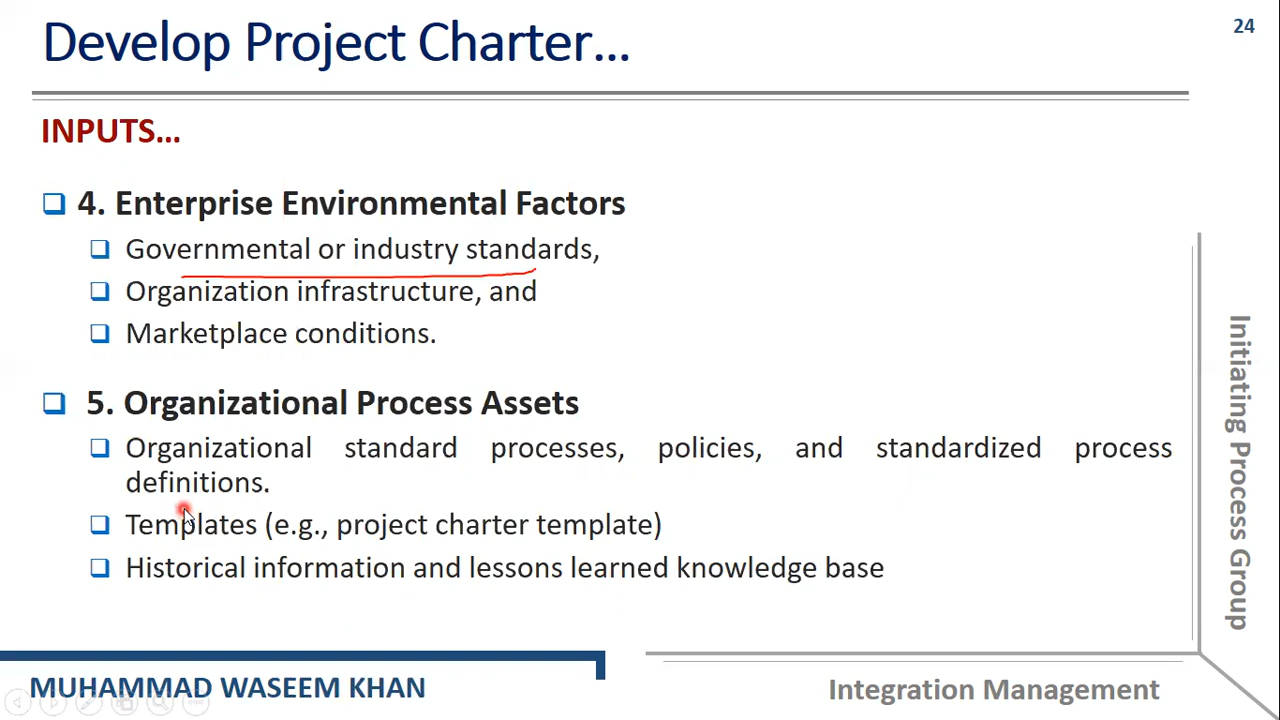 Develop Project Charter...
24
INPUTS...
4. Enterprise Environmental Factors
Governmental or industry standards,
Organization infrastructure, and
Marketplace conditions.
5. Organizational Process Assets
Organizational standard processes, policies, and standardized process
definitions.
Templates (e.g., project charter template)
Historical information and lessons learned knowledge base
Initiating Process Group
MUHAMMAD WASEEM KHAN
Integration Management